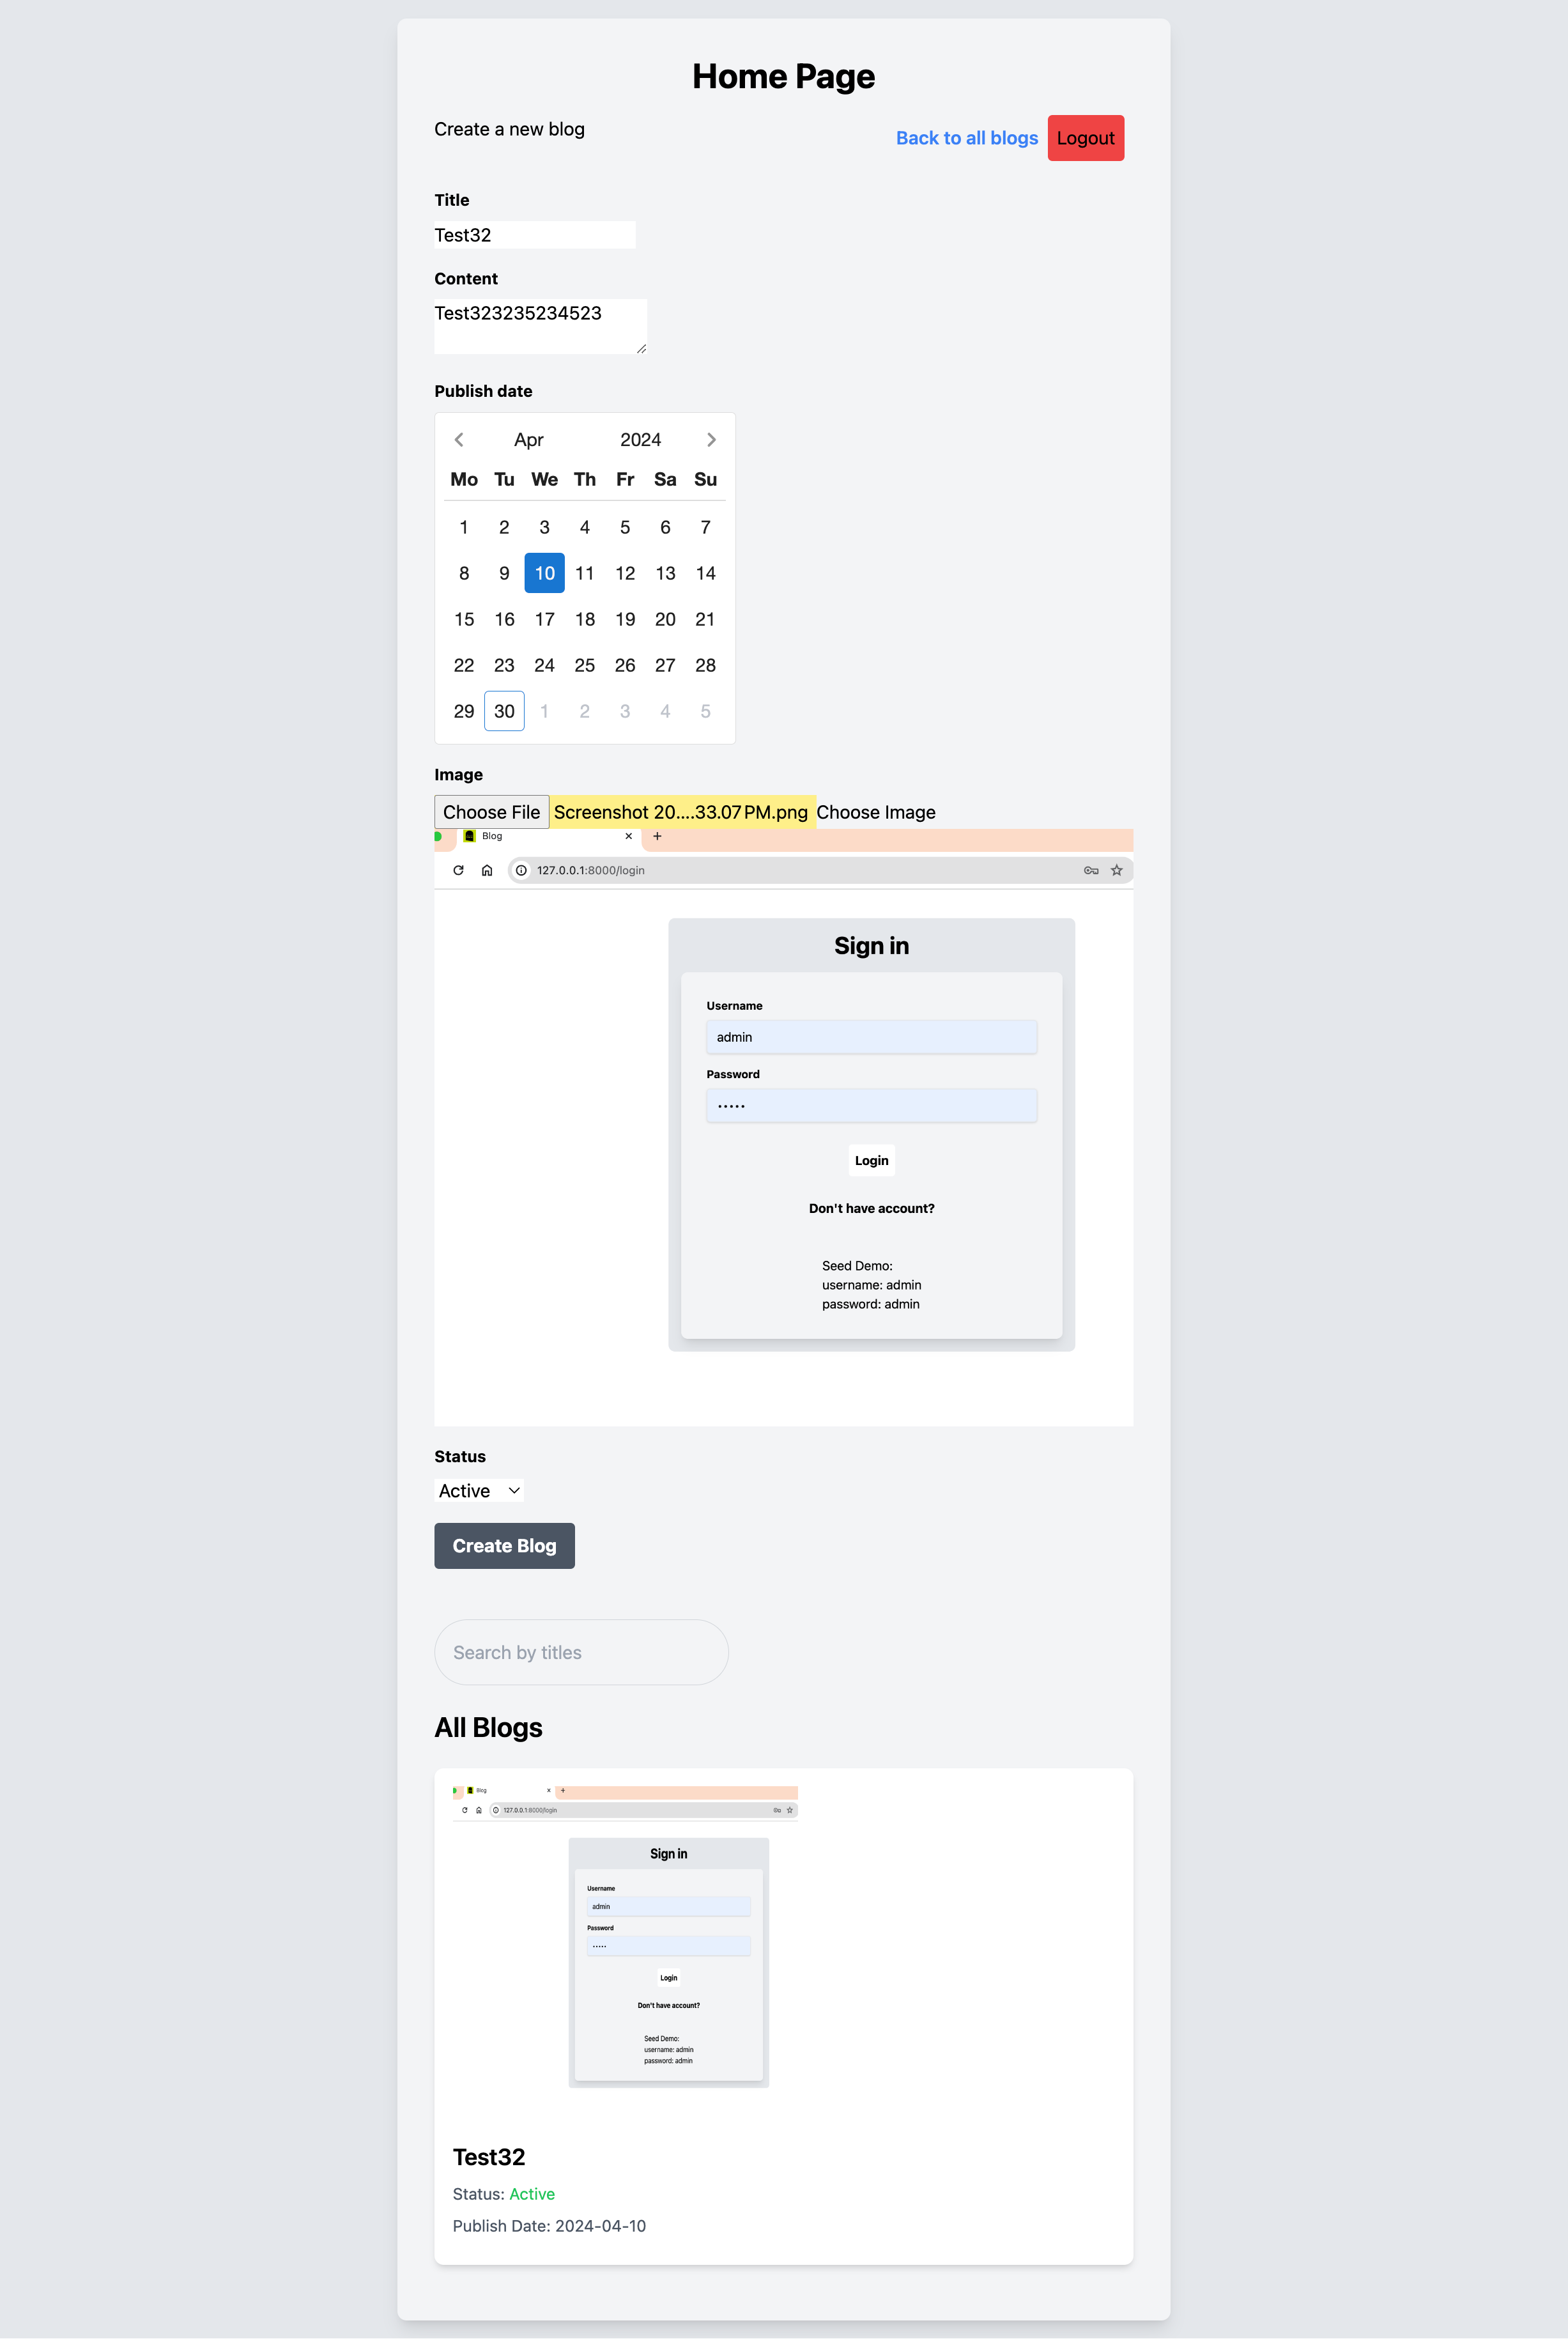 Home Page
Create a new blog
Back to all blogs
Logout
Title
Test32
Content
Test323235234523
Publish date
Apr 2024
Mo Tu We Th Fr Sa Su
1 2 3 4 5 6 7
8 9 10 11 12 13 14
15 16 17 18 19 20 21
22 23 24 25 26 27 28
29 30 1 2 3 4 5
Image
Choose File Screenshot 20....33.07 PM.png Choose Image
Blog
127.0.0.1:8000/login
Sign in
Username
admin
Password
•••••
Login
Don't have account?
Seed Demo:
username: admin
password: admin
Status
Active
Create Blog
Search by titles
All Blogs
Blog
127.0.0.1:8000/login
Sign in
Username
admin
Password
•••••
Login
Don't have account?
Seed Demo:
username: admin
password: admin
Test32
Status: Active
Publish Date: 2024-04-10